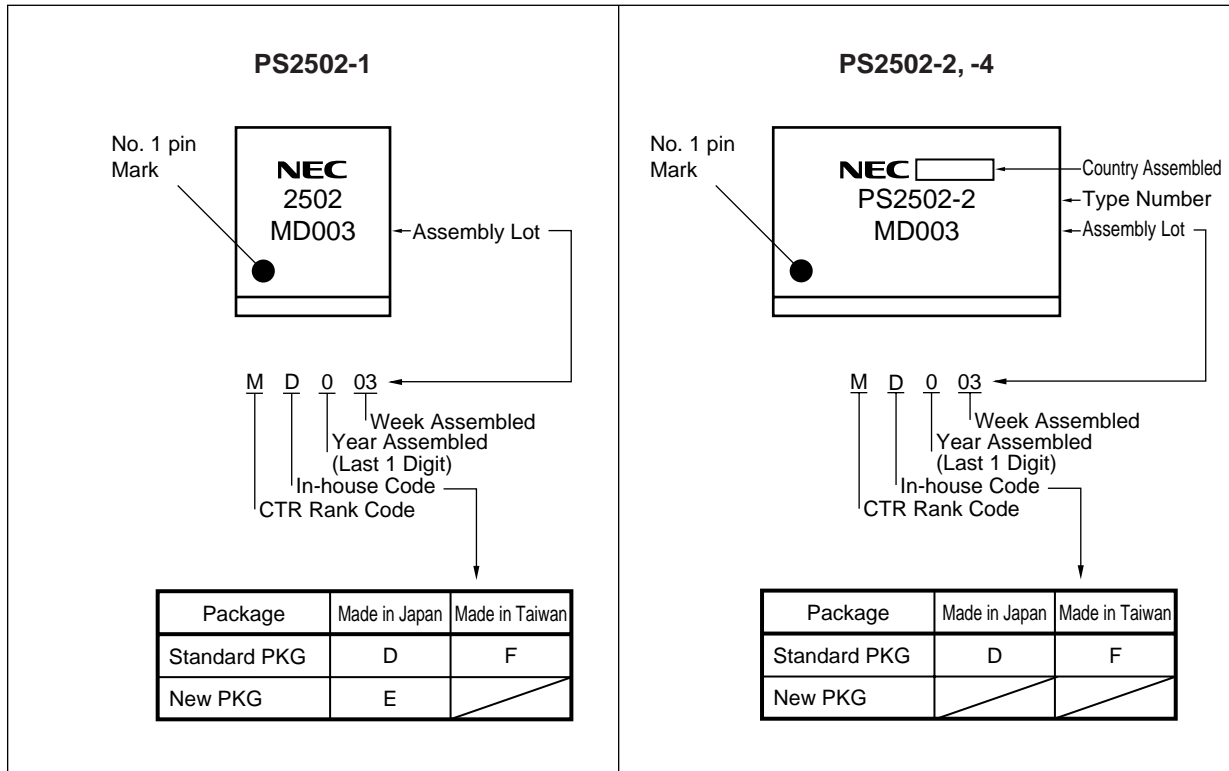 PS2502-1
No. 1 pin
Mark
NEC
2502
MD003
Assembly Lot
M D 0 03
Week Assembled
Year Assembled
(Last 1 Digit)
In-house Code
CTR Rank Code
Package Made in Japan Made in Taiwan
Standard PKG D F
New PKG E
PS2502-2, -4
No. 1 pin
Mark
NEC
Country Assembled
PS2502-2
Type Number
MD003
Assembly Lot
M D 0 03
Week Assembled
Year Assembled
(Last 1 Digit)
In-house Code
CTR Rank Code
Package Made in Japan Made in Taiwan
Standard PKG D F
New PKG